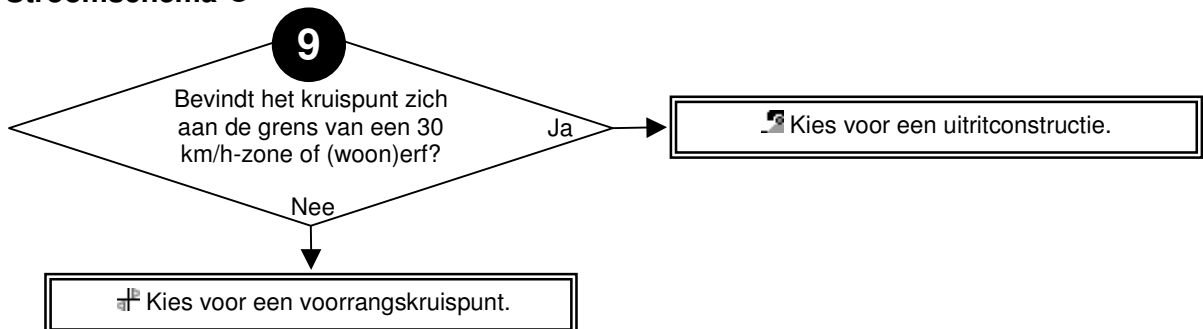 9
Bevindt het kruispunt zich
aan de grens van een 30
km/h-zone of (woon)erf?
Ja
Kies voor een uitritconstructie.
Nee
Kies voor een voorrangskruispunt.